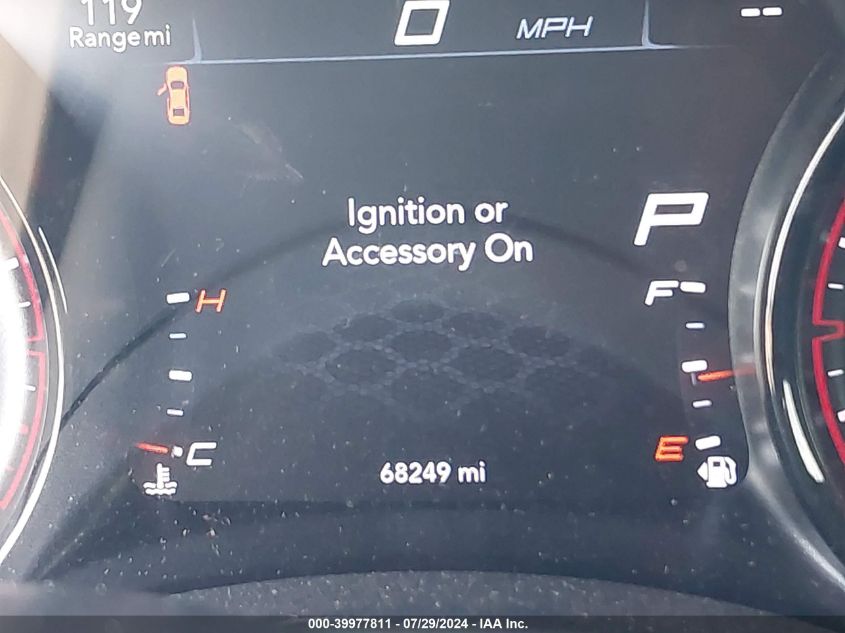 119
Range mi
0 MPH --
Ignition or
Accessory On
P
H
F
C
E
68249 mi
000-39977811 - 07/29/2024 - IAA Inc.